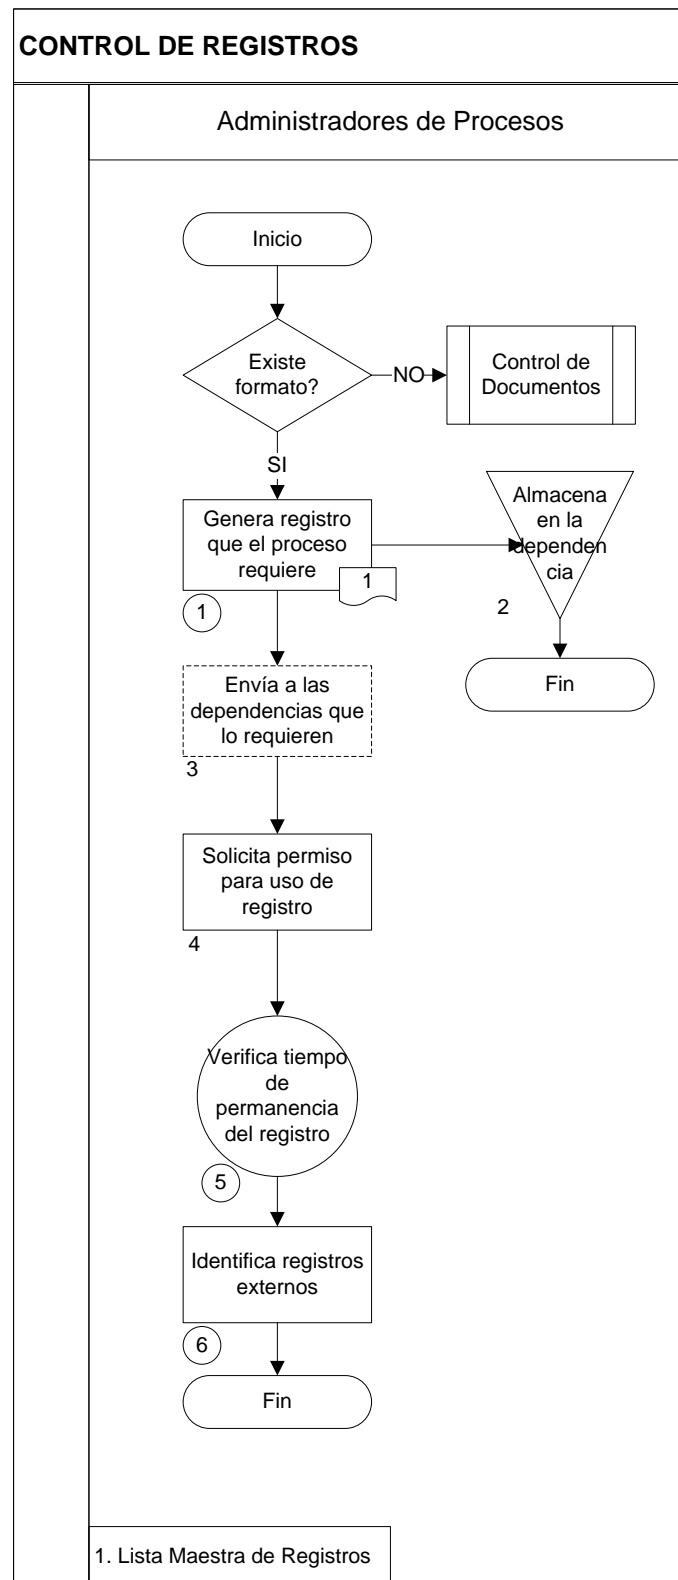 CONTROL DE REGISTROS
Administradores de Procesos
Inicio
Existe
formato?
NO
Control de
Documentos
SI
Genera registro
que el proceso
requiere
1
1
Almacena
en la
dependen
cia
2
Fin
Envía a las
dependencias que
lo requieren
3
Solicita permiso
para uso de
registro
4
Verifica tiempo
de
permanencia
del registro
5
Identifica registros
externos
6
Fin
1. Lista Maestra de Registros